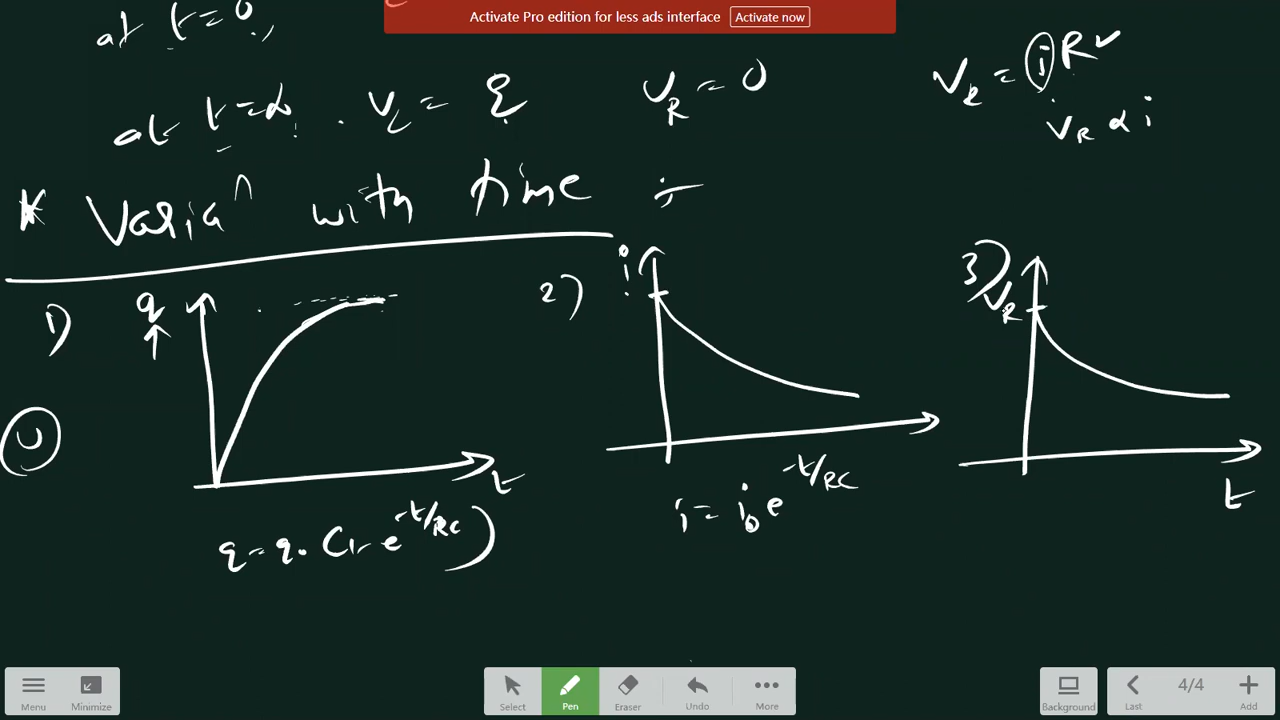 Activate Pro edition for less ads interface Activate now
at t=0,
at t=∞, V_C = ξ V_R = 0 V_R = iR ✓
V_R α i
* Varia^n with time :-
1) q ↑ t
2) i
3) V_R t
q = q₀ (1 - e^{-t/RC})
i = i₀ e^{-t/RC}
Menu Minimize Select Pen Eraser Undo More Background Last 4/4 Add